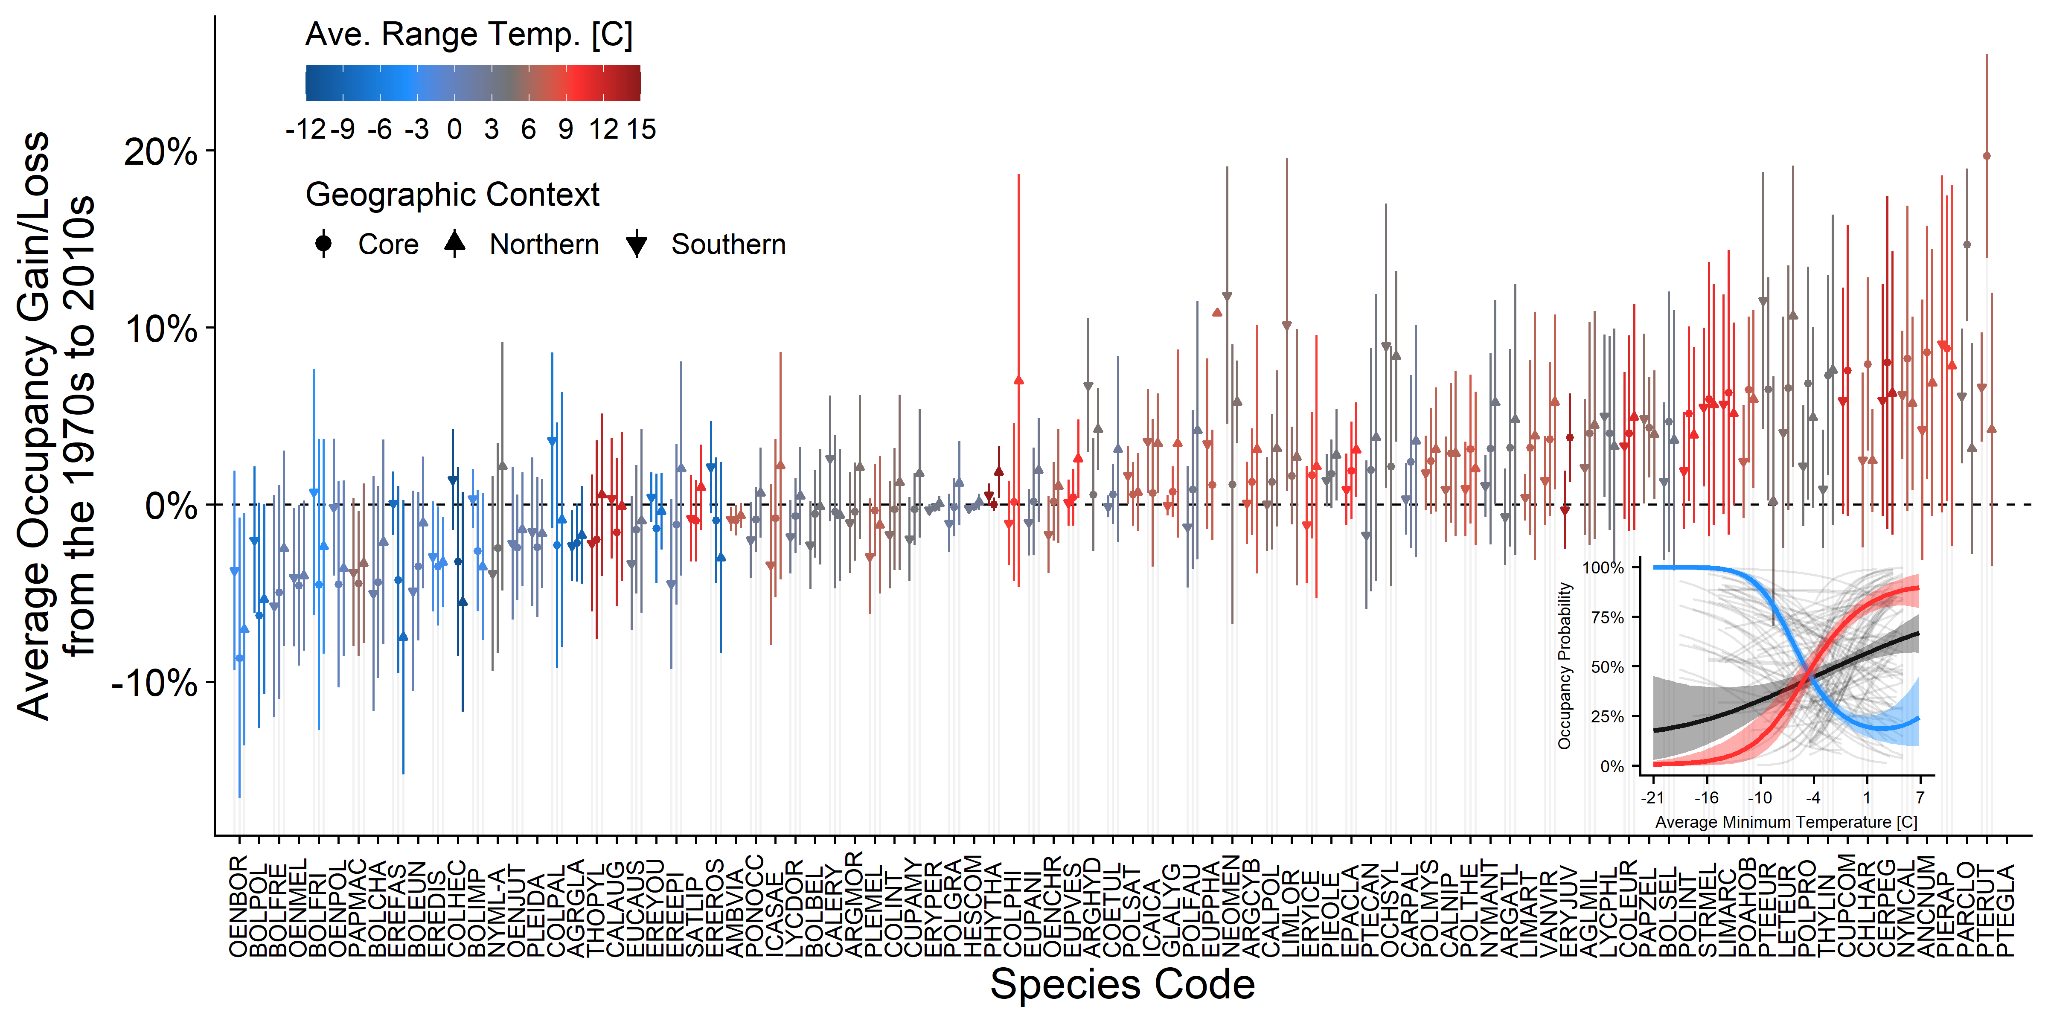 Ave. Range Temp. [C]
-12 -9 -6 -3 0 3 6 9 12 15
Geographic Context
Core Northern Southern
Average Occupancy Gain/Loss
from the 1970s to 2010s
20%
10%
0%
-10%
Occupancy Probability
100%
75%
50%
25%
0%
-21 -16 -10 -4 1 7
Average Minimum Temperature [C]
OENBOR
BOLPOL
BOLFRE
OENMEL
BOLFRI
OENPOL
PAPMAC
BOLCHA
EREFAS
BOLEUN
EREDIS
COLHEC
BOLIMP
NYML-A
OENJUT
PLEIDA
COLPAL
AGRGLA
THOPYL
CALAUG
EUCAUS
EREYOU
EREEPI
SATLIP
EREROS
AMBVIA
PONOCC
ICASAE
LYCDOR
BOLBEL
CALERY
ARGMOR
PLEMEL
COLINT
CUPAMY
ERYPER
POLGRA
HESCOM
PHYTHA
COLPHI
EUPANI
OENCHR
EUPVES
ARGHYD
COETUL
POLSAT
ICAICA
GLALYG
POLFAU
EUPPHA
NEOMEN
ARGCYB
CALPOL
LIMLOR
ERYICE
PIEOLE
EPACLA
PTECAN
OCHSYL
CARPAL
POLMYS
CALNIP
POLTHE
NYMANT
ARGATL
LIMART
VANVIR
ERYJUV
AGLMIL
LYCPHL
COLEUR
PAPZEL
BOLSEL
POLINT
STRMEL
LIMARC
POAHOB
PTEEUR
LETEUR
POLPRO
THYLIN
CUPCOM
CHLHAR
CERPEG
NYMCAL
ANCNUM
PIERAP
PARCLO
PTERUT
PTEGLA
Species Code